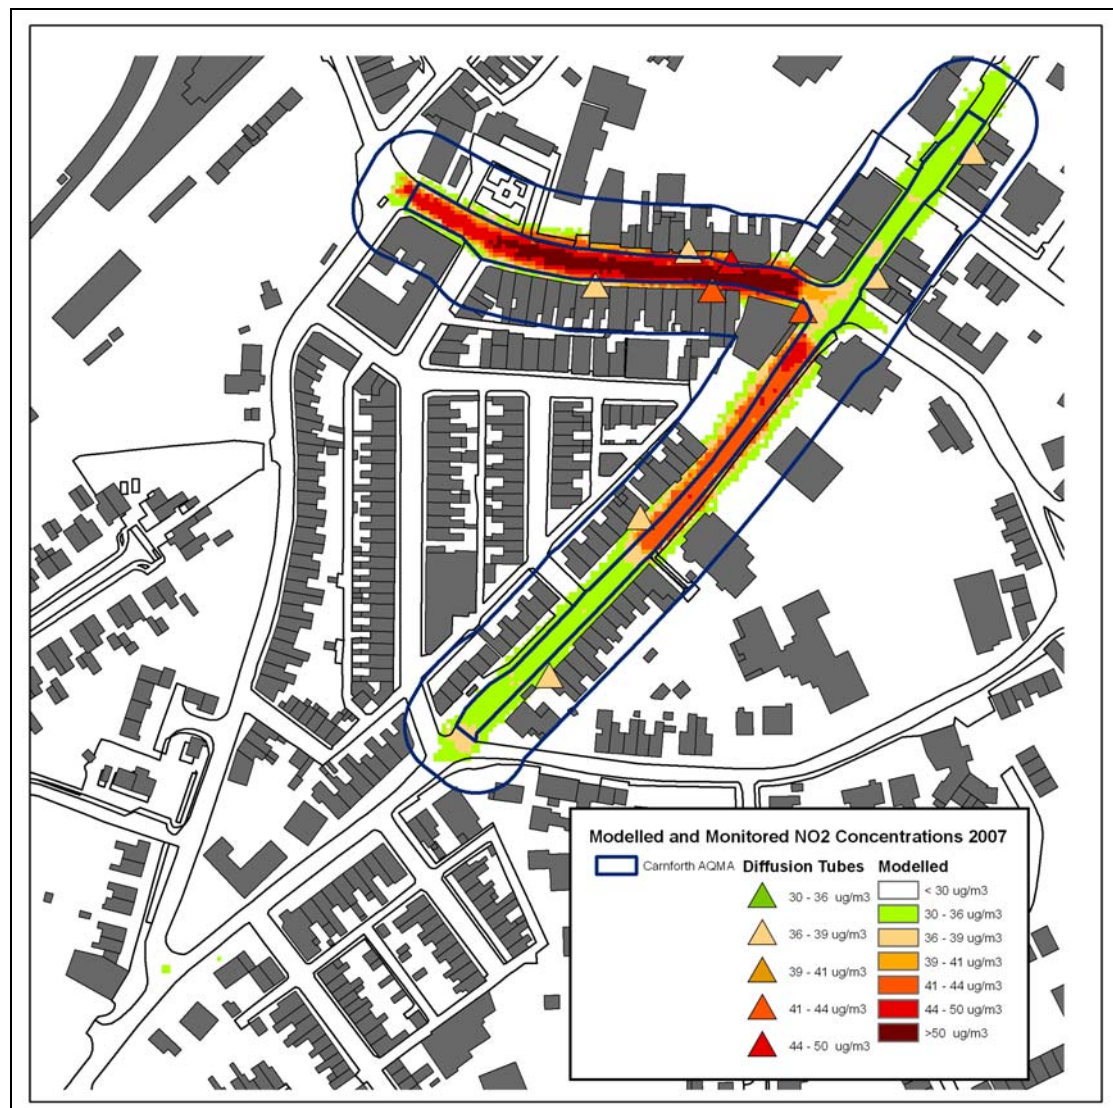 Modelled and Monitored NO2 Concentrations 2007
Carnforth AQMA
Diffusion Tubes
30 - 36 ug/m3
36 - 39 ug/m3
39 - 41 ug/m3
41 - 44 ug/m3
44 - 50 ug/m3
Modelled
< 30 ug/m3
30 - 36 ug/m3
36 - 39 ug/m3
39 - 41 ug/m3
41 - 44 ug/m3
44 - 50 ug/m3
>50 ug/m3